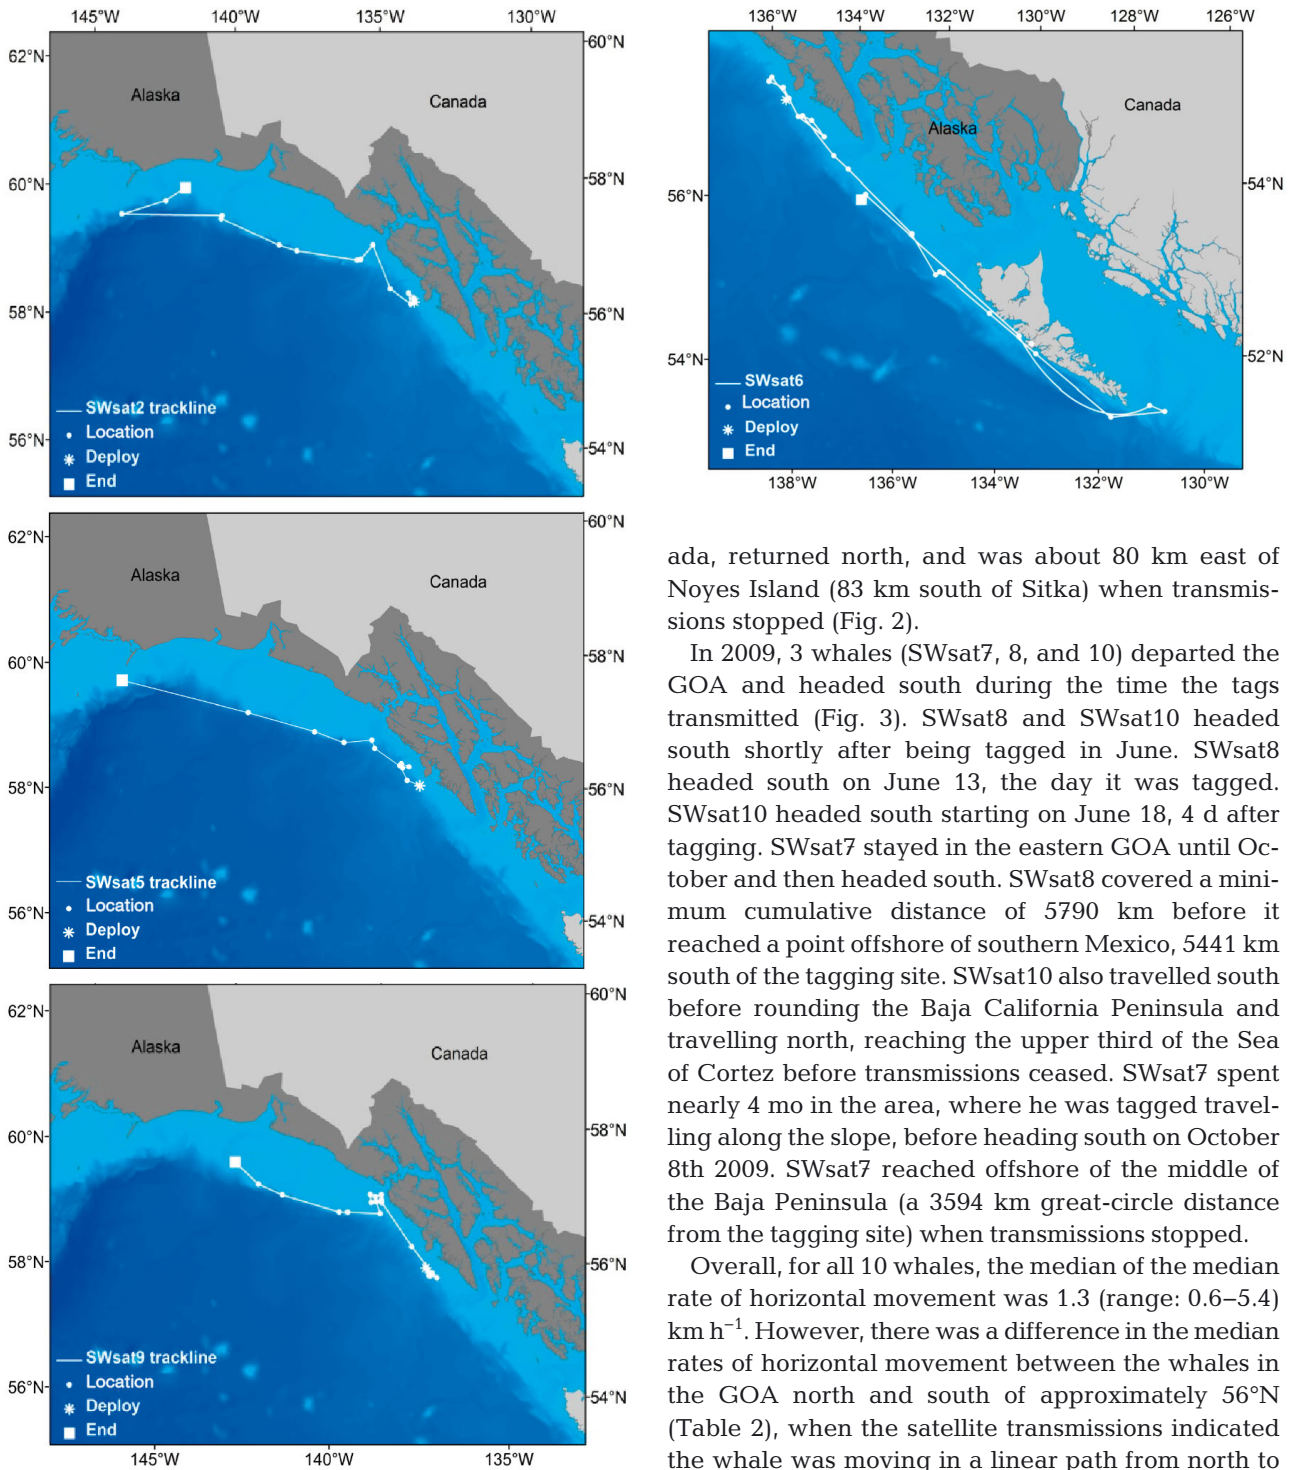 145°W 140°W 135°W 130°W
62°N
60°N
58°N
56°N
60°N
58°N
56°N
54°N
Alaska
Canada
SWsat2 trackline
Location
Deploy
End
62°N
60°N
58°N
56°N
60°N
58°N
56°N
54°N
Alaska
Canada
SWsat5 trackline
Location
Deploy
End
62°N
60°N
58°N
56°N
60°N
58°N
56°N
54°N
Alaska
Canada
SWsat9 trackline
Location
Deploy
End
145°W 140°W 135°W
136°W 134°W 132°W 130°W 128°W 126°W
56°N
54°N
54°N
52°N
Canada
Alaska
SWsat6
Location
Deploy
End
138°W 136°W 134°W 132°W 130°W
ada, returned north, and was about 80 km east of
Noyes Island (83 km south of Sitka) when transmis-
sions stopped (Fig. 2).
In 2009, 3 whales (SWsat7, 8, and 10) departed the
GOA and headed south during the time the tags
transmitted (Fig. 3). SWsat8 and SWsat10 headed
south shortly after being tagged in June. SWsat8
headed south on June 13, the day it was tagged.
SWsat10 headed south starting on June 18, 4 d after
tagging. SWsat7 stayed in the eastern GOA until Oc-
tober and then headed south. SWsat8 covered a mini-
mum cumulative distance of 5790 km before it
reached a point offshore of southern Mexico, 5441 km
south of the tagging site. SWsat10 also travelled south
before rounding the Baja California Peninsula and
travelling north, reaching the upper third of the Sea
of Cortez before transmissions ceased. SWsat7 spent
nearly 4 mo in the area, where he was tagged travel-
ling along the slope, before heading south on October
8th 2009. SWsat7 reached offshore of the middle of
the Baja Peninsula (a 3594 km great-circle distance
from the tagging site) when transmissions stopped.
Overall, for all 10 whales, the median of the median
rate of horizontal movement was 1.3 (range: 0.6–5.4)
km h⁻¹. However, there was a difference in the median
rates of horizontal movement between the whales in
the GOA north and south of approximately 56°N
(Table 2), when the satellite transmissions indicated
the whale was moving in a linear path from north to